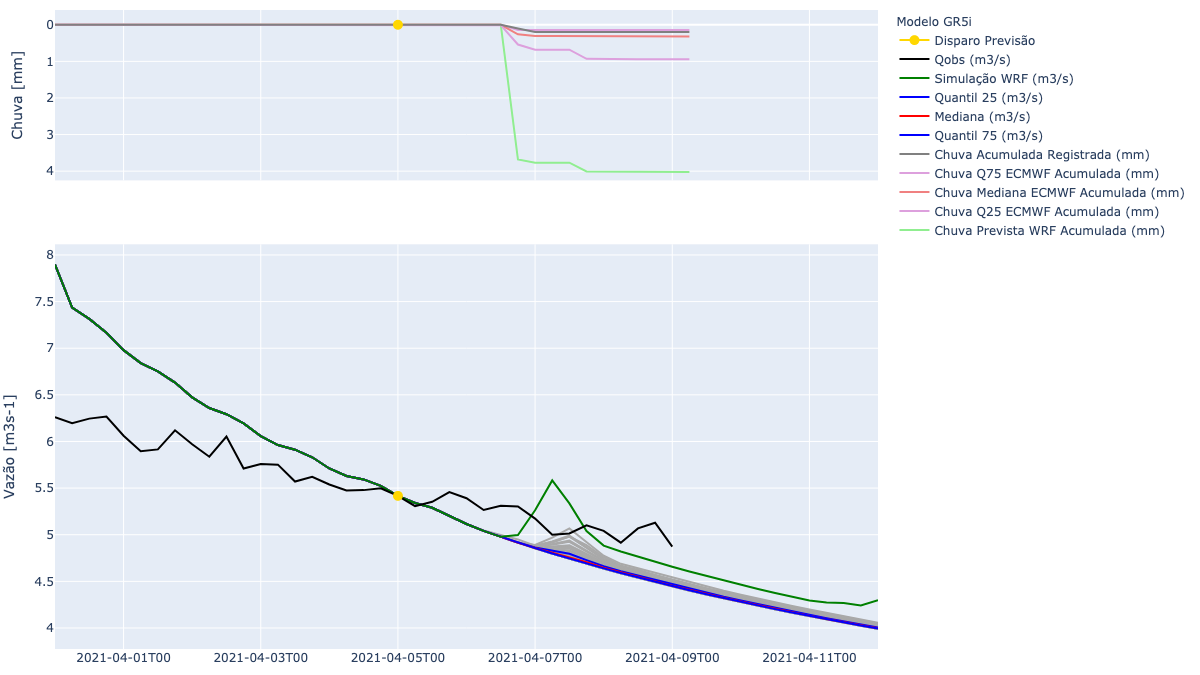 Modelo GR5i
Disparo Previsão
Qobs (m3/s)
Simulação WRF (m3/s)
Quantil 25 (m3/s)
Mediana (m3/s)
Quantil 75 (m3/s)
Chuva Acumulada Registrada (mm)
Chuva Q75 ECMWF Acumulada (mm)
Chuva Mediana ECMWF Acumulada (mm)
Chuva Q25 ECMWF Acumulada (mm)
Chuva Prevista WRF Acumulada (mm)
Chuva [mm]
0
1
2
3
4
Vazão [m3s-1]
8
7.5
7
6.5
6
5.5
5
4.5
4
2021-04-01T00 2021-04-03T00 2021-04-05T00 2021-04-07T00 2021-04-09T00 2021-04-11T00